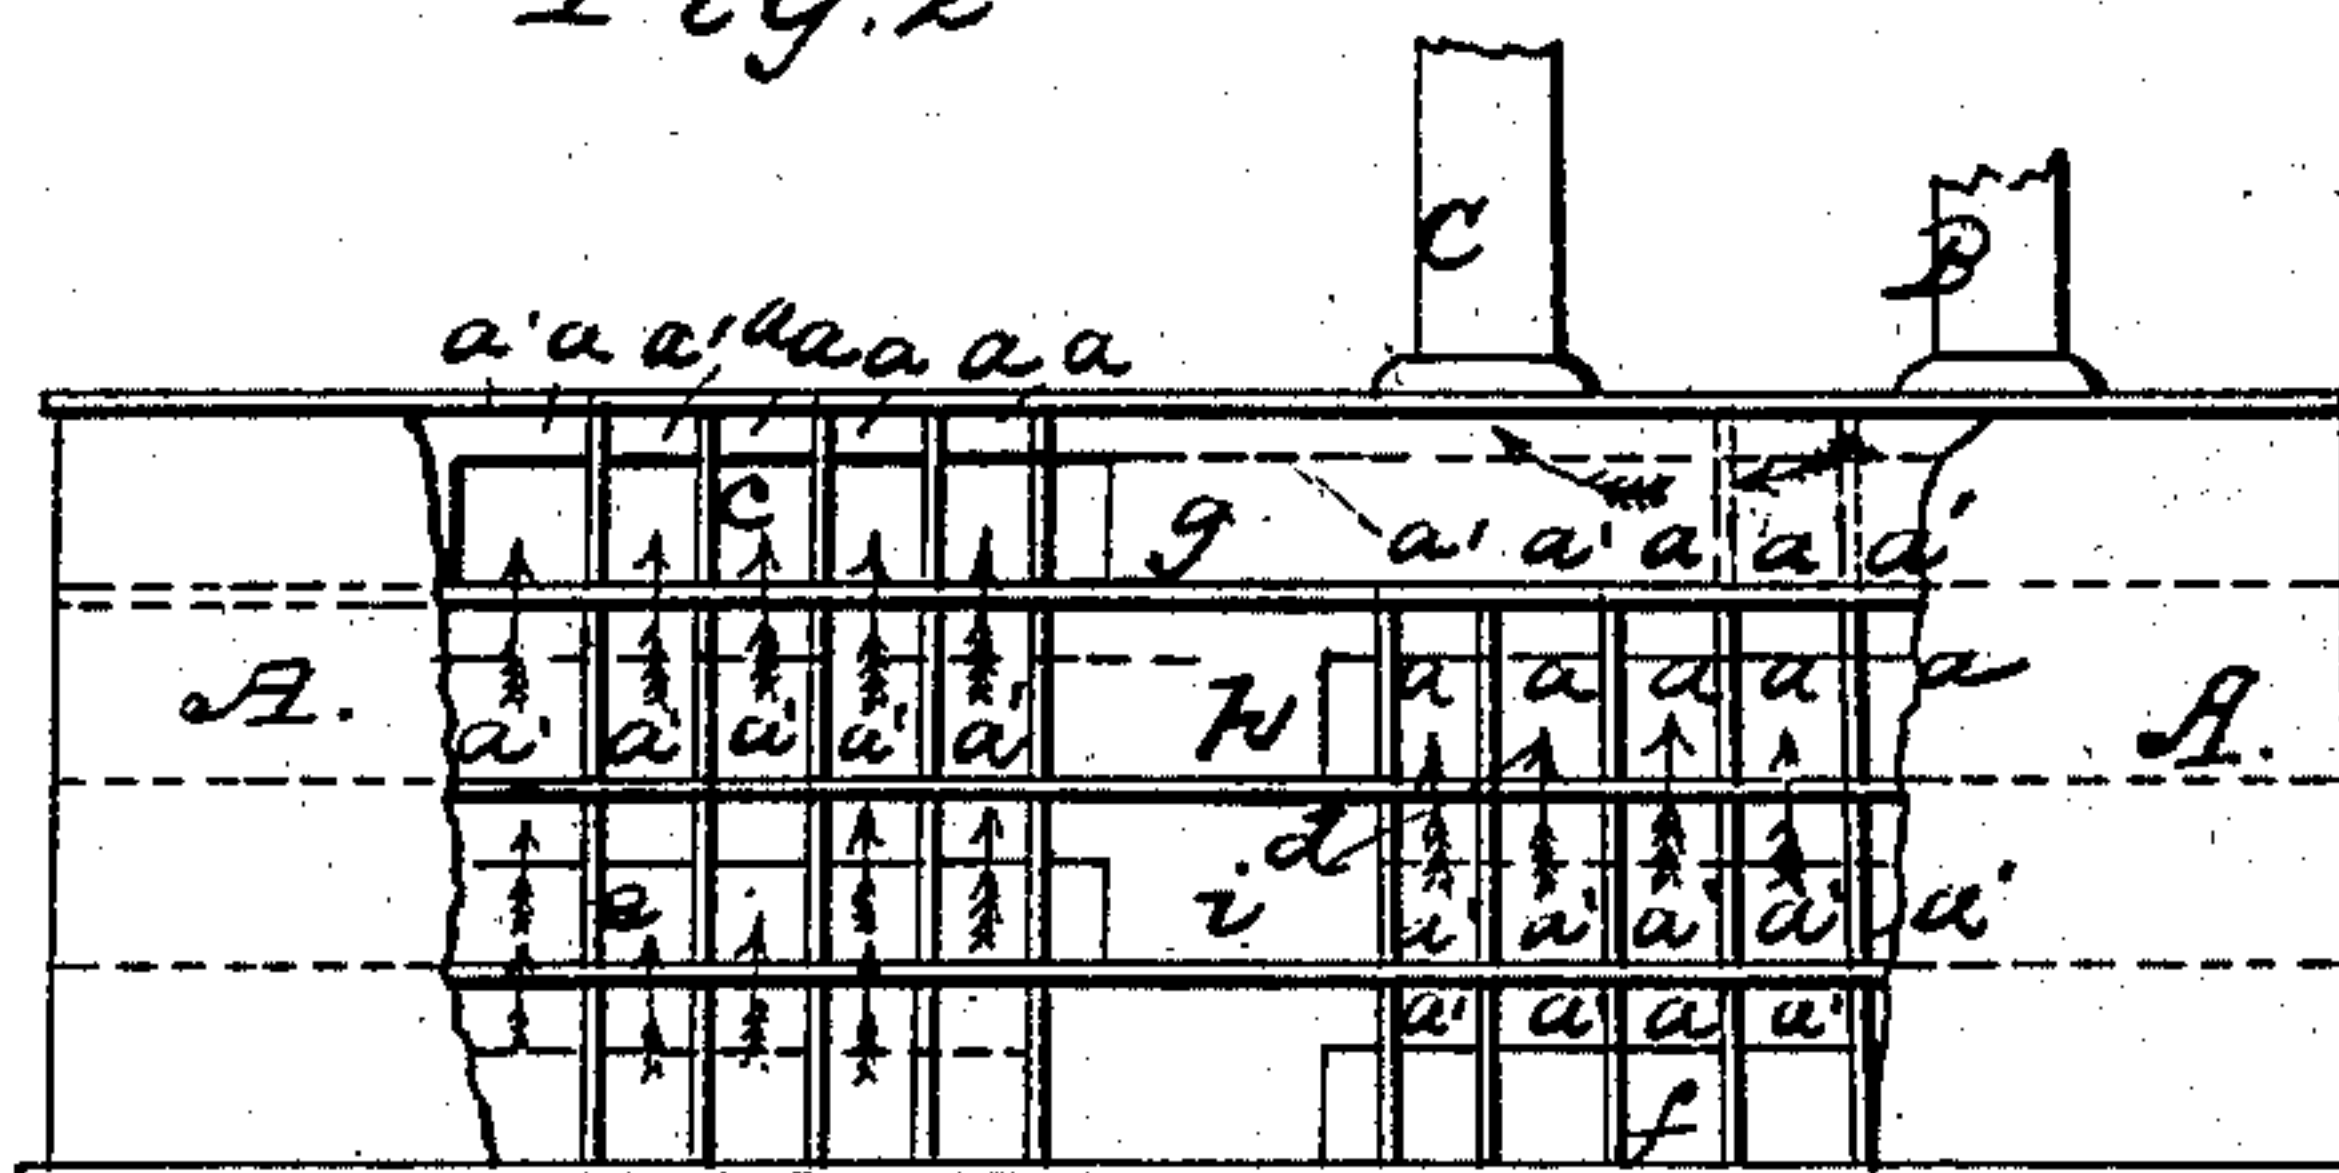 Fig. 2
C
B
a' a a' a a a a a
c
g
a' a' a a a'
A.
a' a' a' a' a'
h
a a a a a
A.
d
e
i
a' a' a' a' a'
a' a' a' a'
f